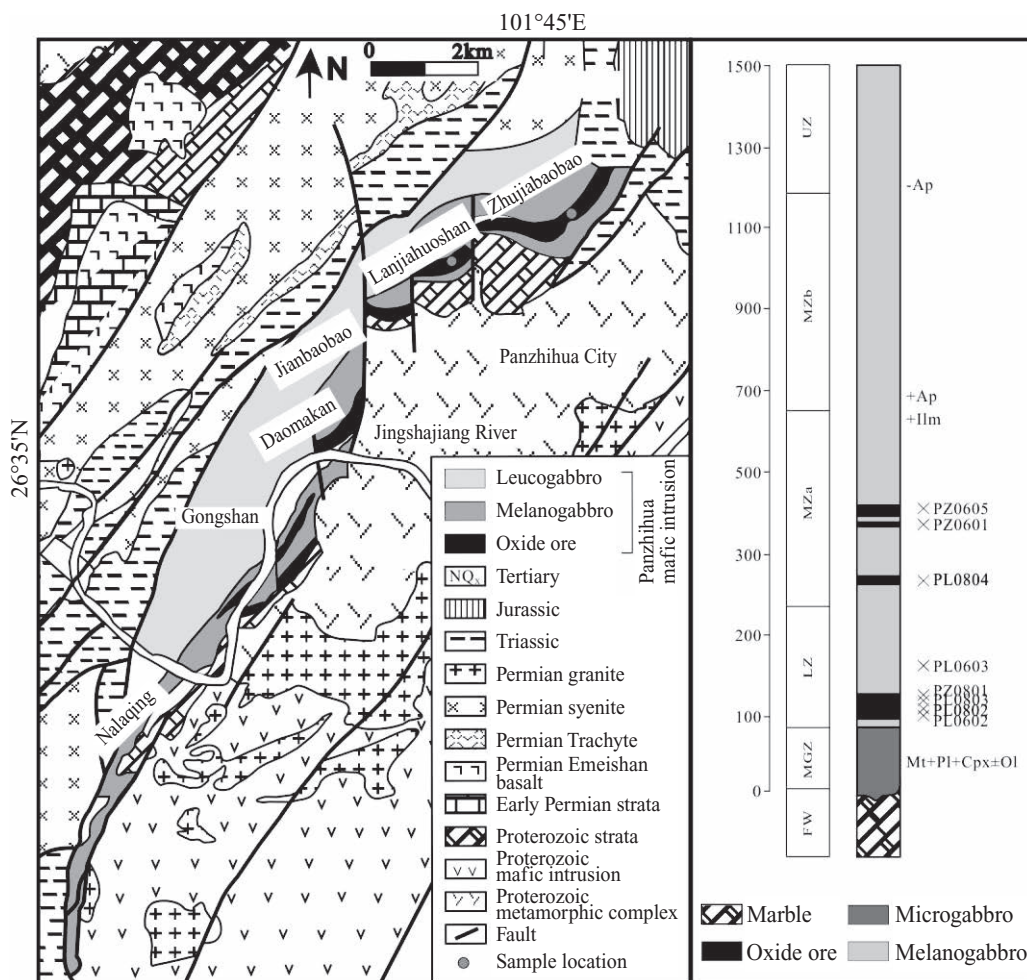 101°45'E
26°35'N
0 2km
N
Zhujiabaobao
Lanjiahuoshan
Jianbaobao
Panzhihua City
Daomakan
Jingshajiang River
Gongshan
Nalaqing
Leucogabbro
Melanogabbro
Oxide ore
Panzhihua
mafic intrusion
NQx Tertiary
Jurassic
Triassic
Permian granite
Permian syenite
Permian Trachyte
Permian Emeishan
basalt
Early Permian strata
Proterozoic strata
Proterozoic
mafic intrusion
Proterozoic
metamorphic complex
Fault
Sample location
1500
1300
1100
900
700
500
300
200
100
0
UZ
MZb
MZa
LZ
MGZ
FW
-Ap
+Ap
+Ilm
PZ0605
PZ0601
PL0804
PL0603
PZ0801
PL0803
PL0802
PL0602
Mt+Pl+Cpx±Ol
Marble
Microgabbro
Oxide ore
Melanogabbro